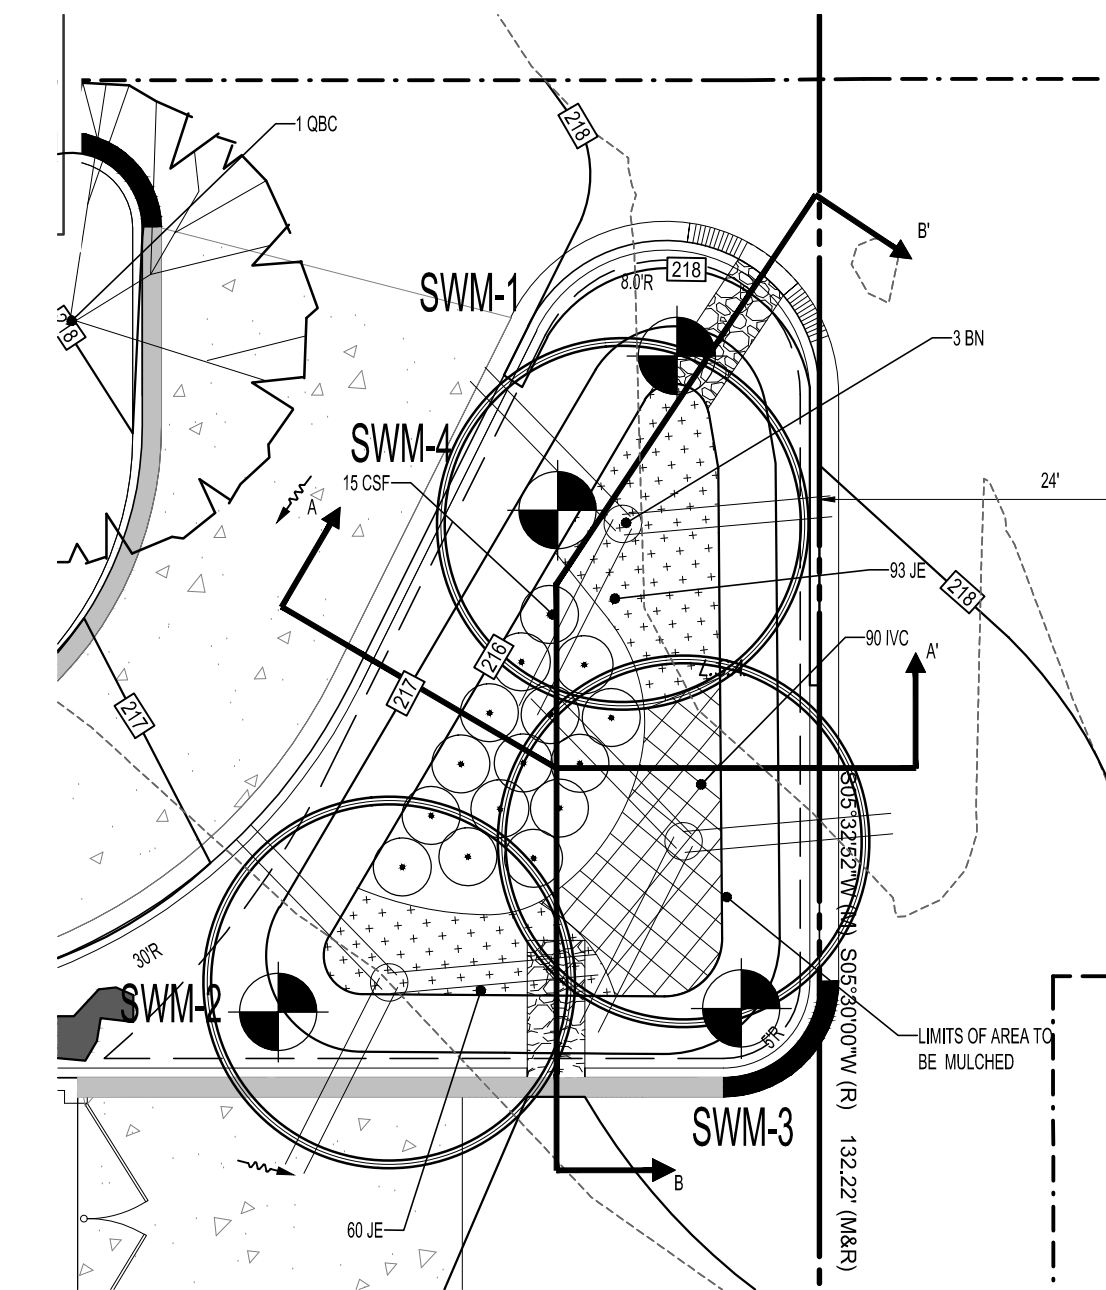 1 QBC
218
B'
SWM-1
218
8.0'R
218
3 BN
SWM-4
15 CSF
24'
A
93 JE
218
90 IVC
A'
216
217
217
S05°32'52"W (M) S05°30'00"W (R) 132.22' (M&R)
30'R
SWM-2
5'R
LIMITS OF AREA TO
BE MULCHED
SWM-3
B
60 JE